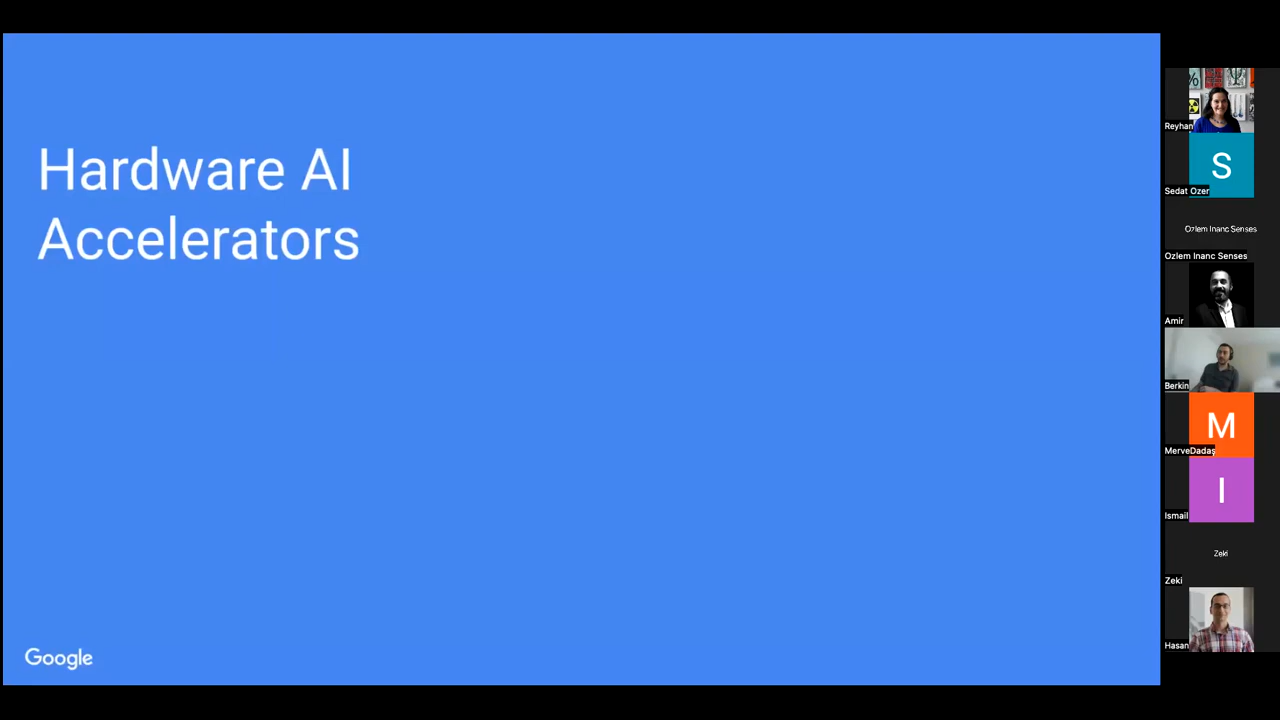 Hardware AI
Accelerators
Google
%
Reyhan
S
Sedat Ozer
Ozlem Inanc Senses
Ozlem Inanc Senses
Amir
Berkin
M
MerveDadaş
I
Ismail
Zeki
Zeki
Hasan